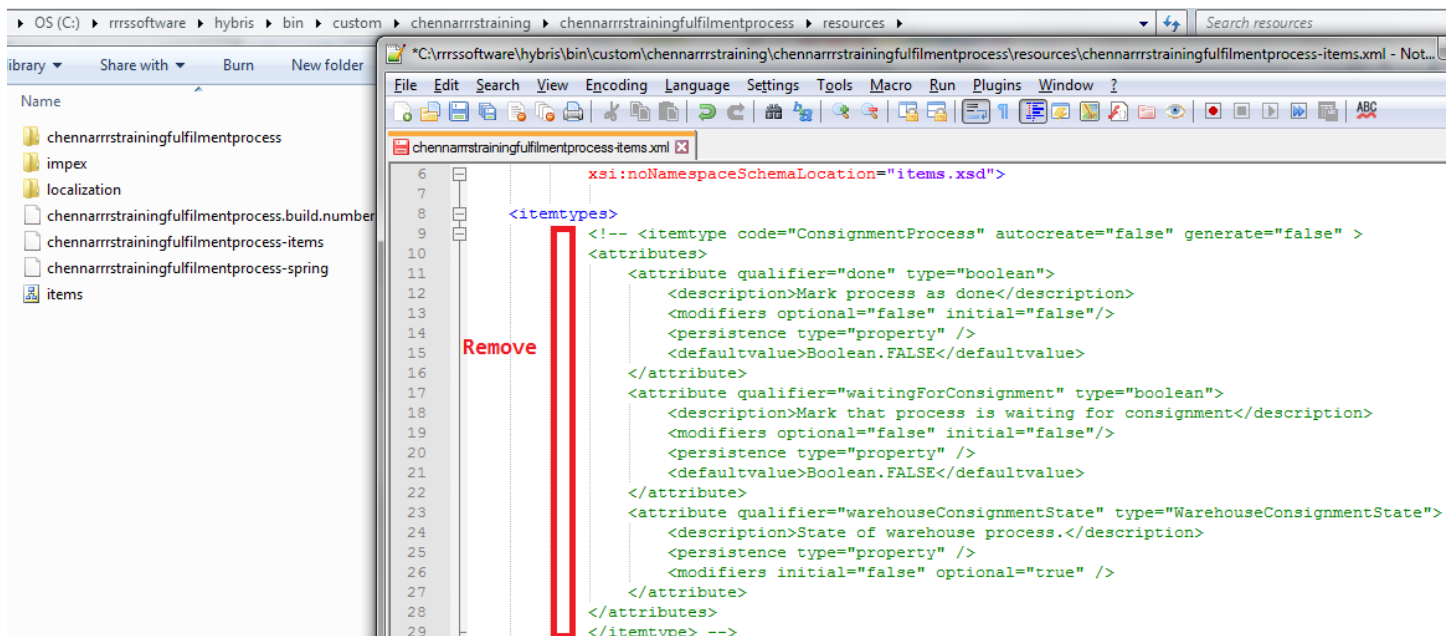 OS (C:) ▸ rrrssoftware ▸ hybris ▸ bin ▸ custom ▸ chennarrrstraining ▸ chennarrrstrainingfulfilmentprocess ▸ resources ▸ Search resources
ibrary Share with Burn New folder
*C:\rrrssoftware\hybris\bin\custom\chennarrrstraining\chennarrrstrainingfulfilmentprocess\resources\chennarrrstrainingfulfilmentprocess-items.xml - Not...
File Edit Search View Encoding Language Settings Tools Macro Run Plugins Window ?
ABC
chennarrrstrainingfulfilmentprocess-items.xml
Name
chennarrrstrainingfulfilmentprocess
impex
localization
chennarrrstrainingfulfilmentprocess.build.number
chennarrrstrainingfulfilmentprocess-items
chennarrrstrainingfulfilmentprocess-spring
items
6 xsi:noNamespaceSchemaLocation="items.xsd">
7
8 <itemtypes>
9 <!-- <itemtype code="ConsignmentProcess" autocreate="false" generate="false" >
10 <attributes>
11 <attribute qualifier="done" type="boolean">
12 <description>Mark process as done</description>
13 <modifiers optional="false" initial="false"/>
14 <persistence type="property" />
15 <defaultvalue>Boolean.FALSE</defaultvalue>
Remove
16 </attribute>
17 <attribute qualifier="waitingForConsignment" type="boolean">
18 <description>Mark that process is waiting for consignment</description>
19 <modifiers optional="false" initial="false"/>
20 <persistence type="property" />
21 <defaultvalue>Boolean.FALSE</defaultvalue>
22 </attribute>
23 <attribute qualifier="warehouseConsignmentState" type="WarehouseConsignmentState">
24 <description>State of warehouse process.</description>
25 <persistence type="property" />
26 <modifiers initial="false" optional="true" />
27 </attribute>
28 </attributes>
29 </itemtype> -->